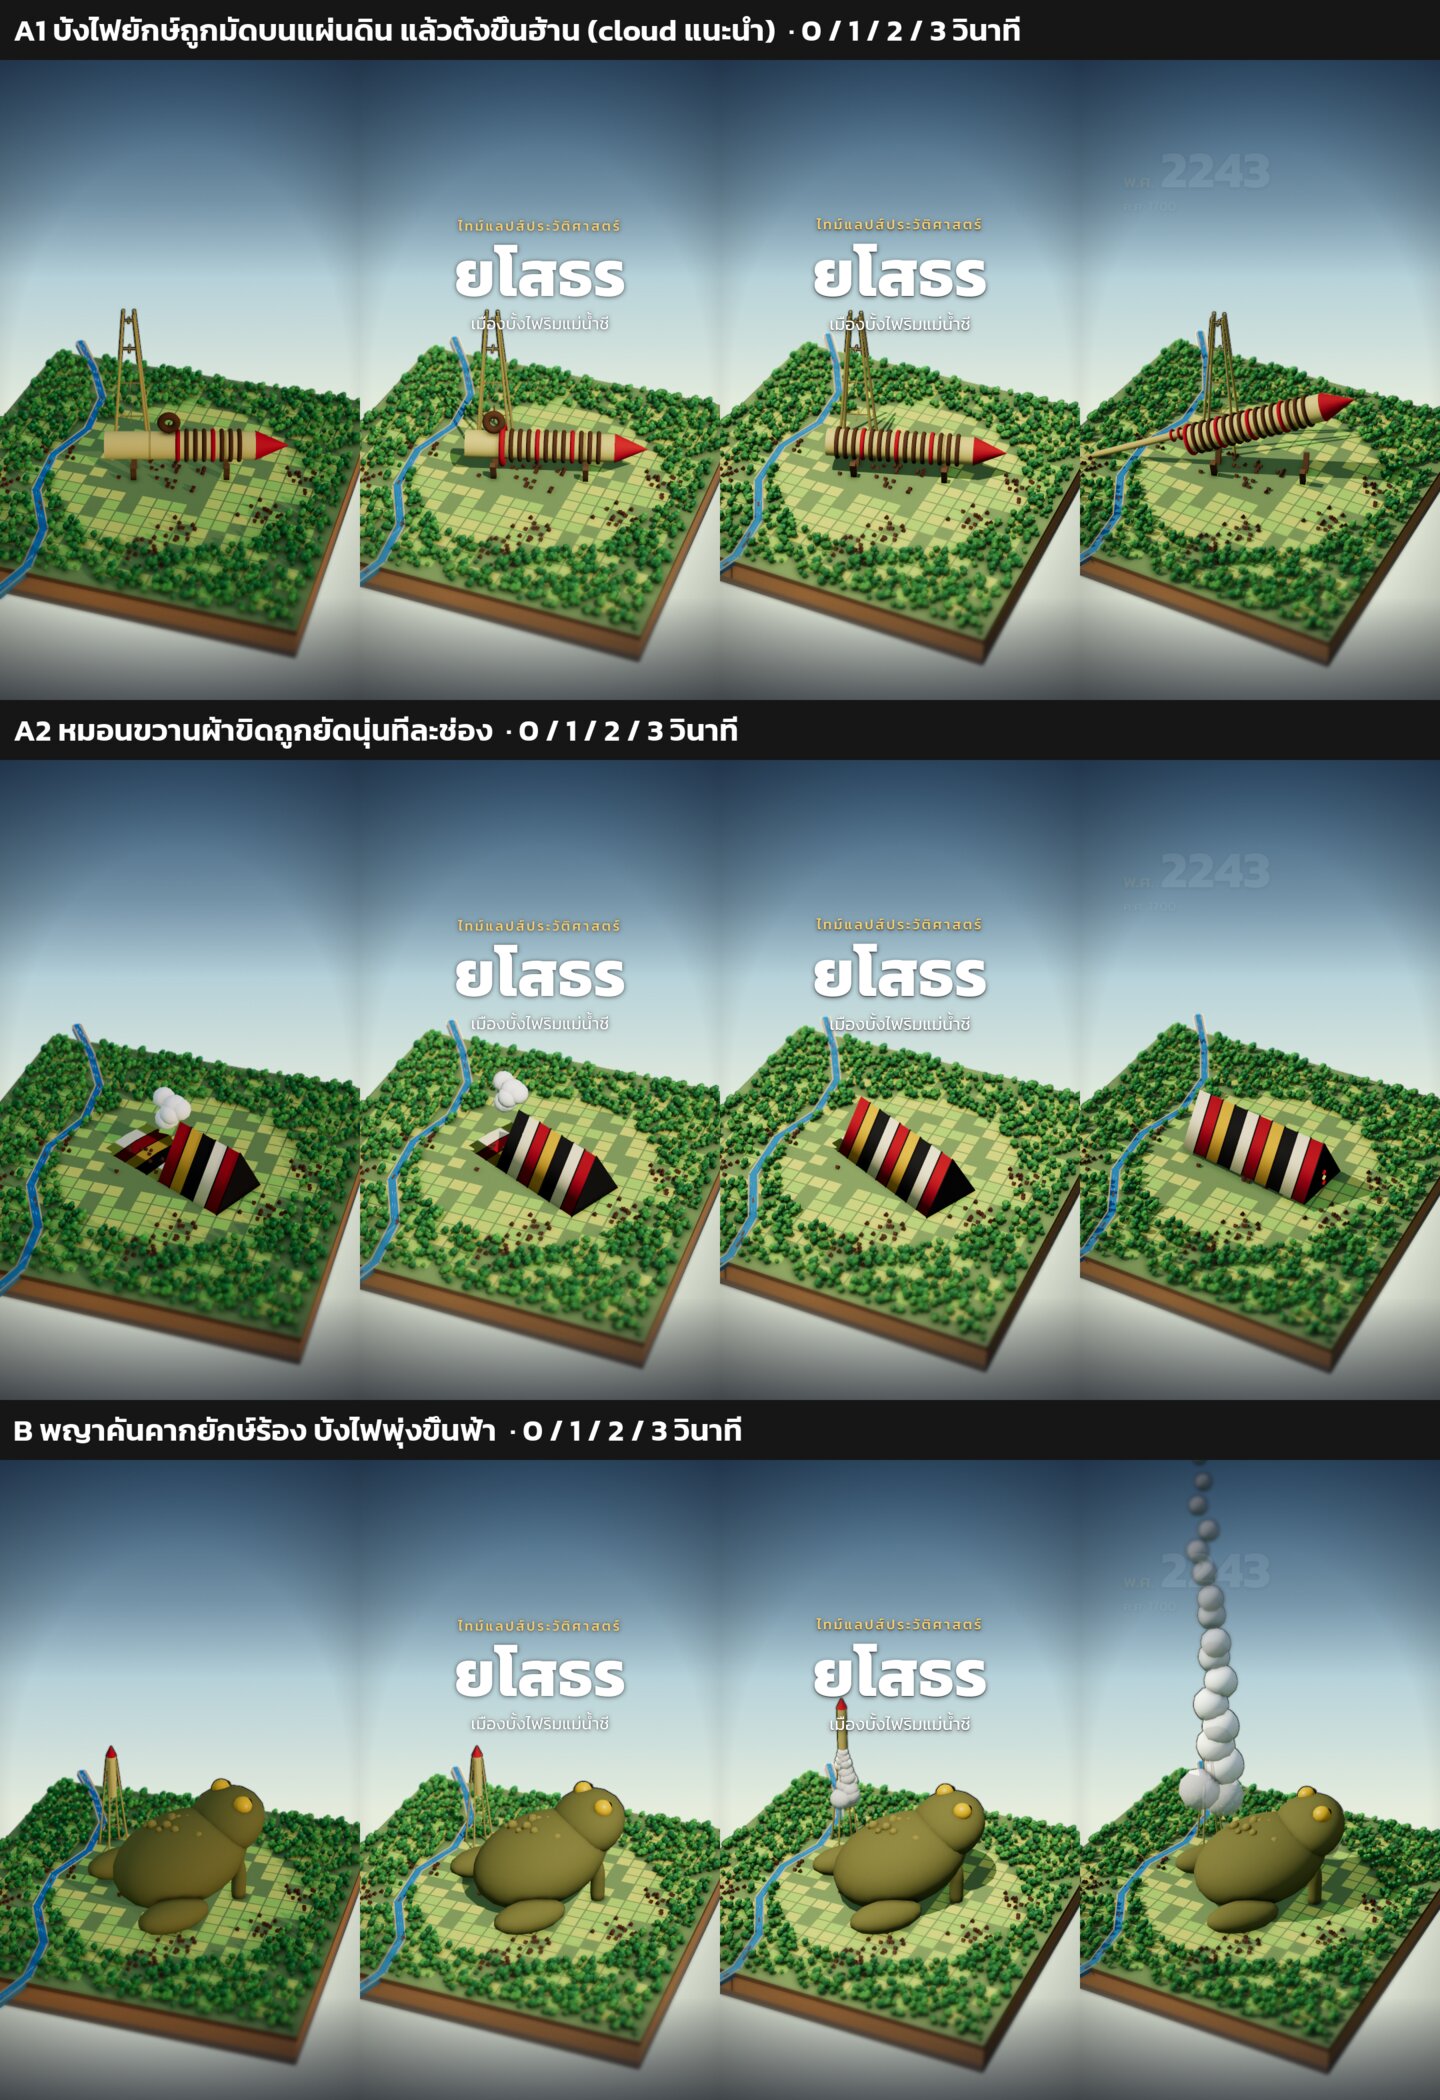 A1 บั้งไฟยักษ์ถูกมัดบนแผ่นดิน แล้วตั้งขึ้นฮ้าน (cloud แนะนำ) · 0 / 1 / 2 / 3 วินาที
ไทม์แลปส์ประวัติศาสตร์
ยโสธร
เมืองบั้งไฟริมแม่น้ำชี
ไทม์แลปส์ประวัติศาสตร์
ยโสธร
เมืองบั้งไฟริมแม่น้ำชี
พ.ศ. 2243
ค.ศ. 1700
A2 หมอนขวานผ้าขิดถูกยัดนุ่นทีละช่อง · 0 / 1 / 2 / 3 วินาที
ไทม์แลปส์ประวัติศาสตร์
ยโสธร
เมืองบั้งไฟริมแม่น้ำชี
ไทม์แลปส์ประวัติศาสตร์
ยโสธร
เมืองบั้งไฟริมแม่น้ำชี
พ.ศ. 2243
ค.ศ. 1700
B พญาคันคากยักษ์ร้อง บั้งไฟพุ่งขึ้นฟ้า · 0 / 1 / 2 / 3 วินาที
ไทม์แลปส์ประวัติศาสตร์
ยโสธร
เมืองบั้งไฟริมแม่น้ำชี
ไทม์แลปส์ประวัติศาสตร์
ยโสธร
เมืองบั้งไฟริมแม่น้ำชี
พ.ศ. 2243
ค.ศ. 1700